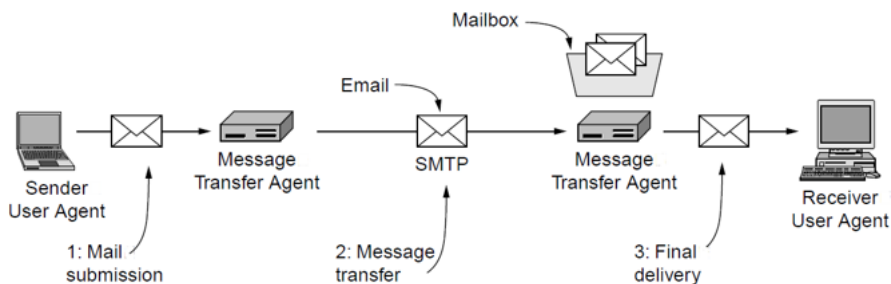 Mailbox
Email
Sender
User Agent
Message
Transfer Agent
SMTP
Message
Transfer Agent
Receiver
User Agent
1: Mail
submission
2: Message
transfer
3: Final
delivery